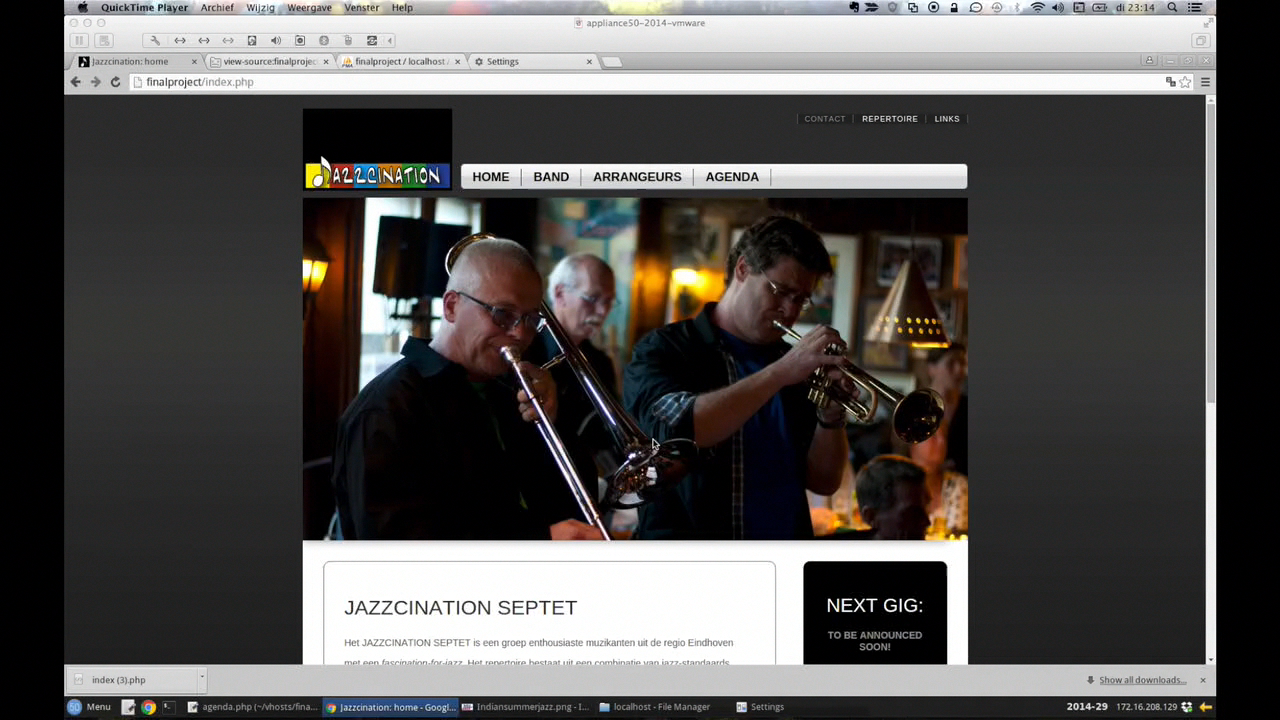 QuickTime Player Archief Wijzig Weergave Venster Help di 23:14
appliance50-2014-vmware
Jazzcination: home view-source:finalprojec finalproject / localhost / Settings
finalproject/index.php
CONTACT REPERTOIRE LINKS
JAZZCINATION
HOME BAND ARRANGEURS AGENDA
JAZZCINATION SEPTET
Het JAZZCINATION SEPTET is een groep enthousiaste muzikanten uit de regio Eindhoven
met een fascination-for-jazz. Het repertoire bestaat uit een combinatie van jazz-standaards
NEXT GIG:
TO BE ANNOUNCED
SOON!
index (3).php Show all downloads...
50 Menu agenda.php (~/vhosts/fina... Jazzcination: home - Googl... Indiansummerjazz.png - I... localhost - File Manager Settings 2014-29 172.16.208.129